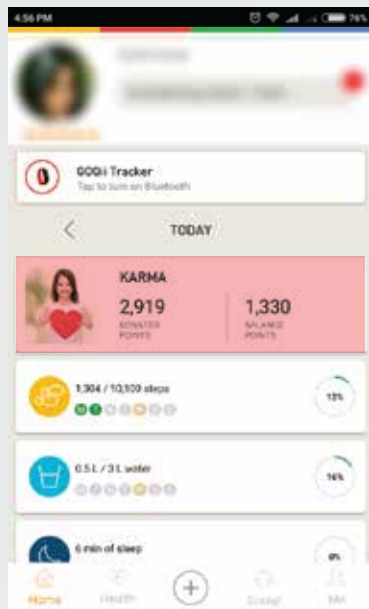 4:56 PM
76%
GOQii Tracker
Tap to turn on Bluetooth
TODAY
KARMA
2,919
1,330
DONATED
POINTS
BALANCE
POINTS
1,304 / 10,100 steps
13%
0.5 L / 3 L water
16%
6 min of sleep
0%
Home
Health
Social
Me